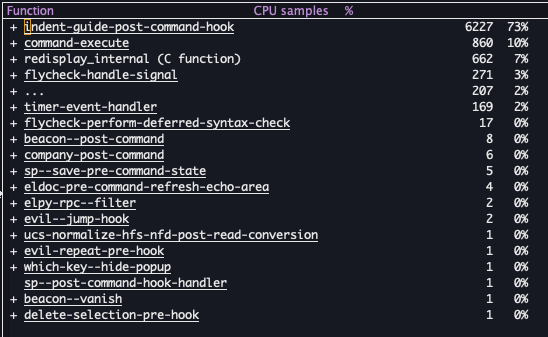 Function CPU samples %
+ indent-guide-post-command-hook 6227 73%
+ command-execute 860 10%
+ redisplay_internal (C function) 662 7%
+ flycheck-handle-signal 271 3%
+ ... 207 2%
+ timer-event-handler 169 2%
+ flycheck-perform-deferred-syntax-check 17 0%
+ beacon--post-command 8 0%
+ company-post-command 6 0%
+ sp--save-pre-command-state 5 0%
+ eldoc-pre-command-refresh-echo-area 4 0%
+ elpy-rpc--filter 2 0%
+ evil--jump-hook 2 0%
+ ucs-normalize-hfs-nfd-post-read-conversion 1 0%
+ evil-repeat-pre-hook 1 0%
+ which-key--hide-popup 1 0%
sp--post-command-hook-handler 1 0%
+ beacon--vanish 1 0%
+ delete-selection-pre-hook 1 0%